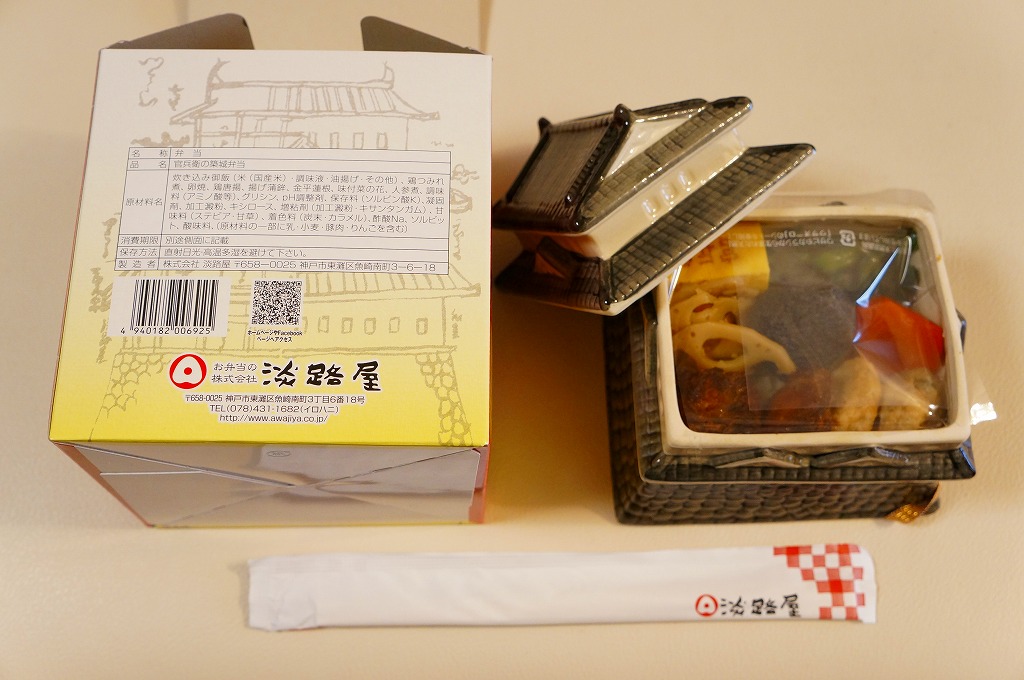 名 称 弁 当
品 名 官兵衛の築城弁当
原材料名 炊き込み御飯(米(国産米)・調味液・油揚げ・その他)、鶏つみれ
煮、卵焼、鶏唐揚、揚げ蒲鉾、金平蓮根、味付菜の花、人参煮、調味
料(アミノ酸等)、グリシン、pH調整剤、保存料(ソルビン酸K)、凝固
剤、加工澱粉、キシロース、増粘剤(加工澱粉・キサンタンガム)、甘
味料(ステビア・甘草)、着色料(炭末・カラメル)、酢酸Na、ソルビッ
ト、酸味料、(原材料の一部に乳・小麦・豚肉・りんごを含む)
消費期限 別途側面に記載
保存方法 直射日光・高温多湿を避けて下さい。
製 造 者 株式会社 淡路屋 〒658-0025 神戸市東灘区魚崎南町3-6-18
4 940182 006925
ホームページやFacebook
ページへアクセス
お弁当の
株式会社 淡路屋
〒658-0025 神戸市東灘区魚崎南町3丁目6番18号
TEL(078)431-1682(イロハニ)
http://www.awajiya.co.jp/
淡路屋